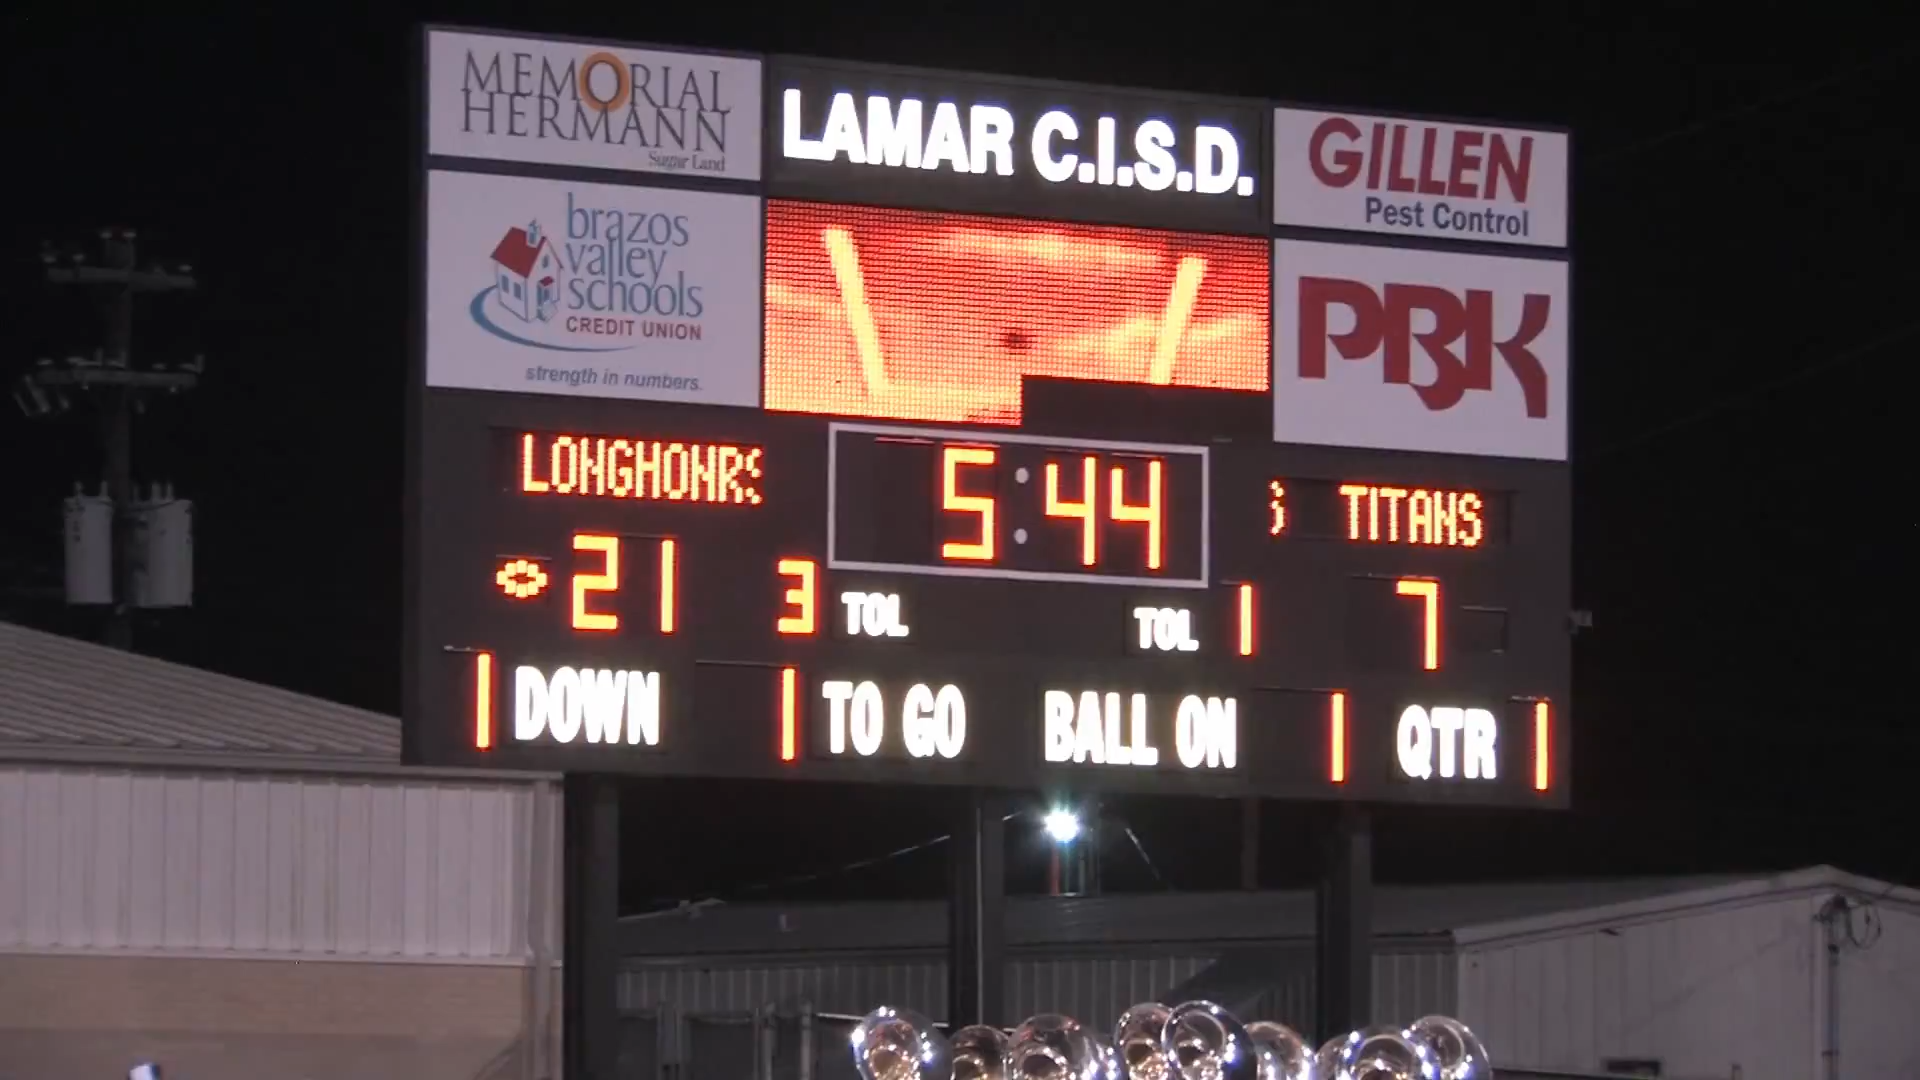 MEMORIAL
HERMANN
Sugar Land
LAMAR C.I.S.D.
GILLEN
Pest Control
brazos
valley
schools
CREDIT UNION
strength in numbers.
PBK
LONGHONRS
5:44
TITANS
21
3 TOL
TOL 1
7
1 DOWN
1 TO GO
BALL ON 1
QTR 1